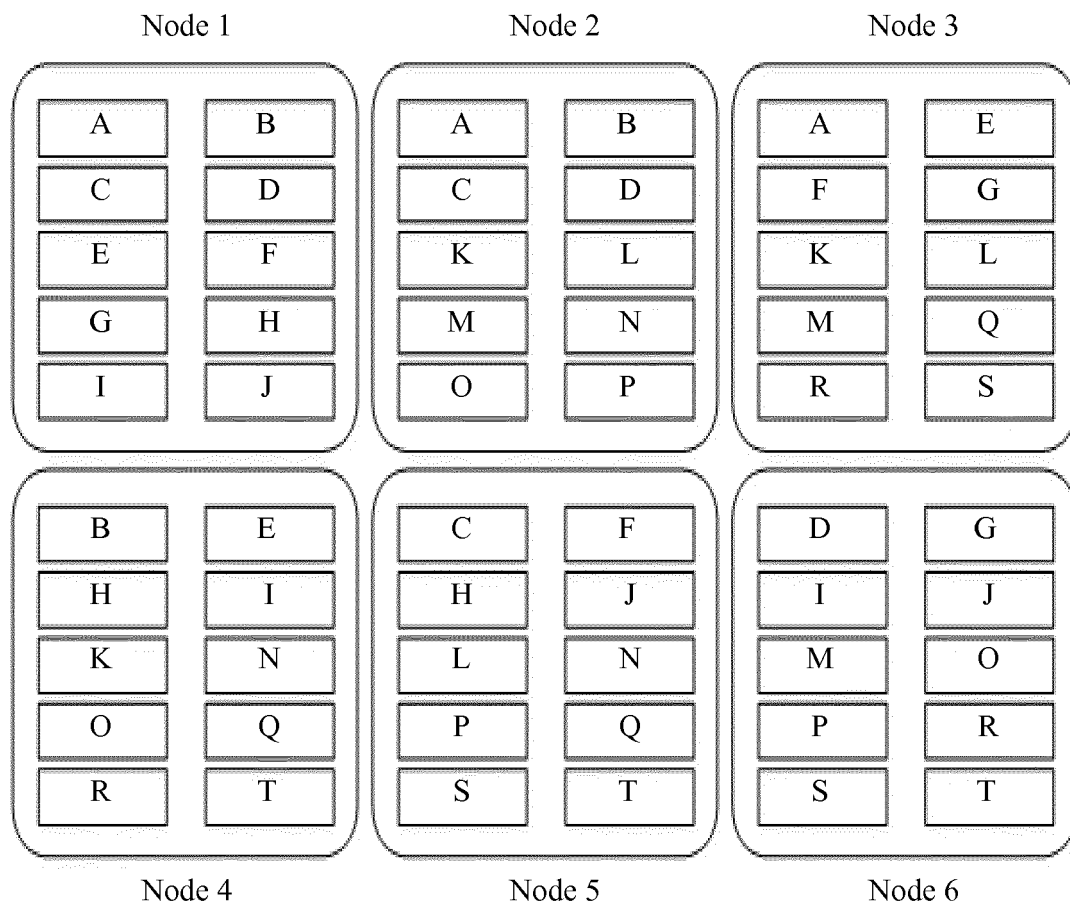 Node 1 Node 2 Node 3
A B A B A E
C D C D F G
E F K L K L
G H M N M Q
I J O P R S
B E C F D G
H I H J I J
K N L N M O
O Q P Q P R
R T S T S T
Node 4 Node 5 Node 6